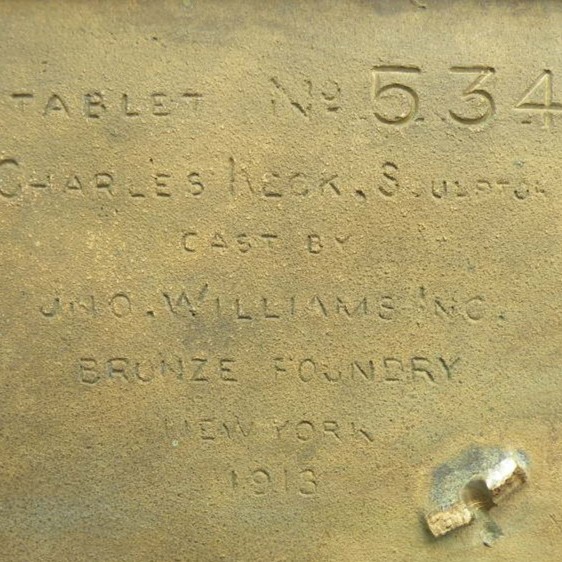 TABLET No 534
CHARLES KECK, SCULPTOR
CAST BY
JNO. WILLIAMS INC.
BRONZE FOUNDRY
NEW YORK
1913